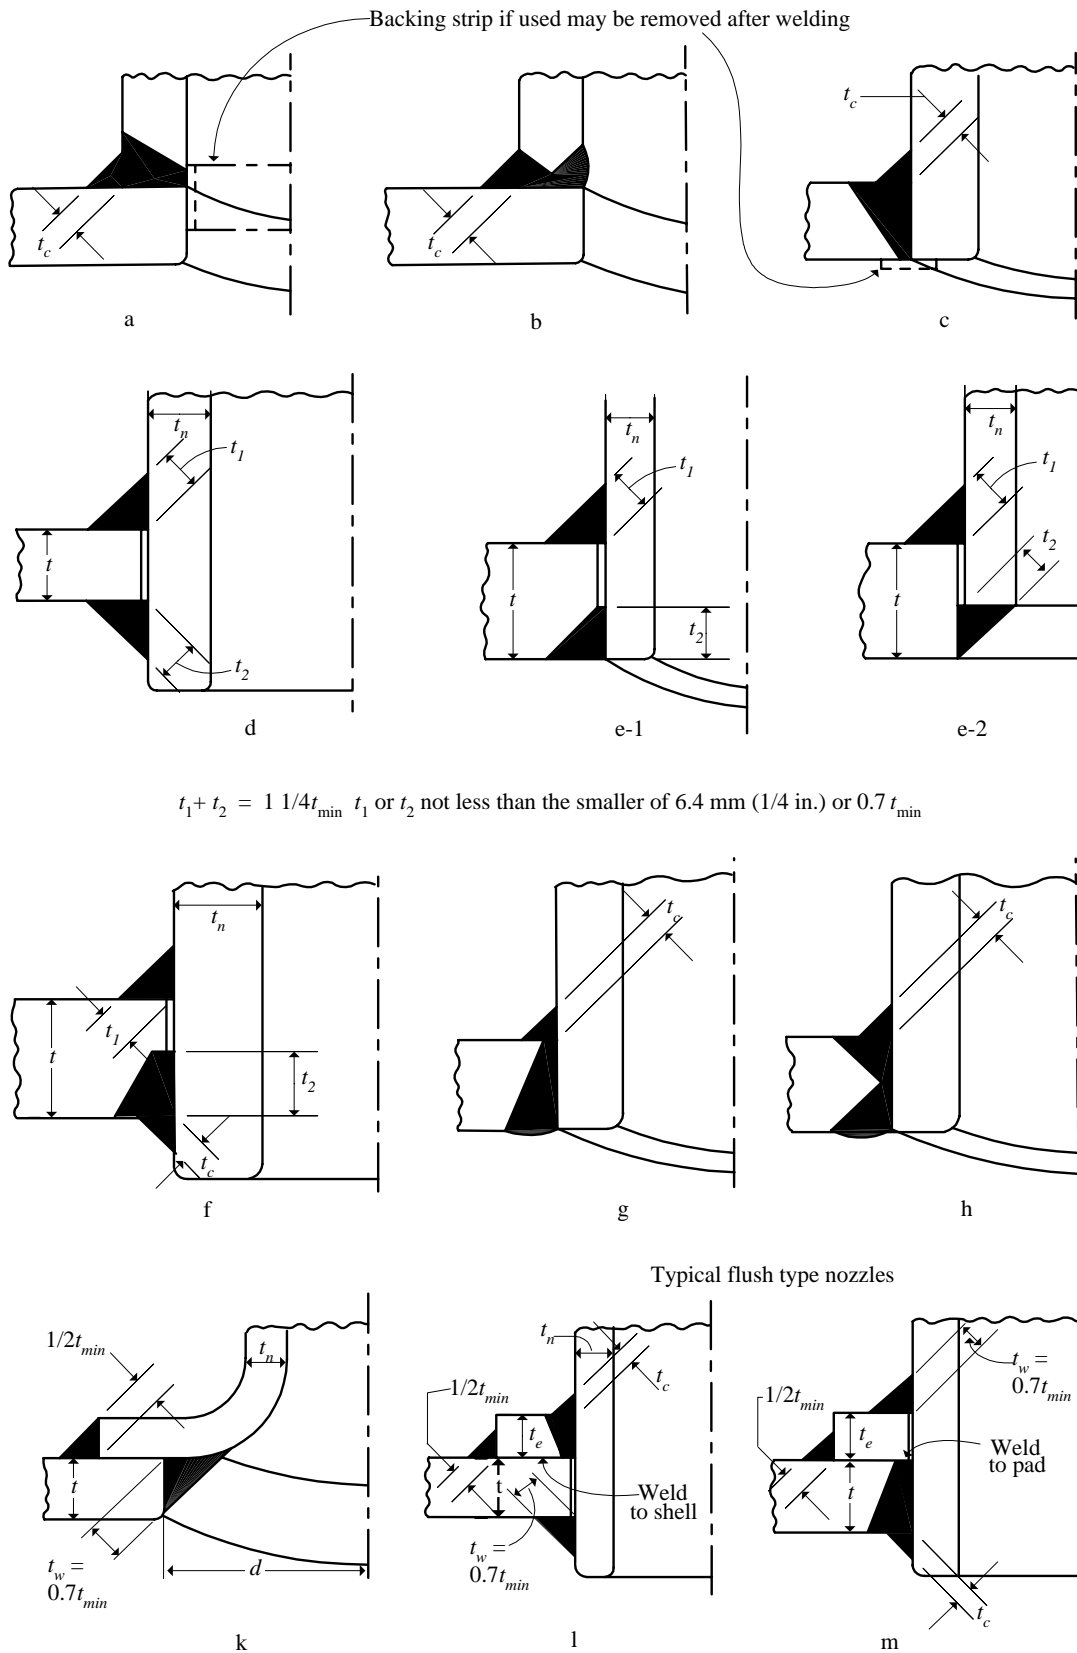 Backing strip if used may be removed after welding
t_c
t_c
t_c
a
b
c
t_n
t_1
t
t_2
d
t_n
t_1
t
t_2
e-1
t_n
t_1
t_2
t
e-2
t_1 + t_2 = 1 1/4 t_min t_1 or t_2 not less than the smaller of 6.4 mm (1/4 in.) or 0.7 t_min
t_n
t_1
t
t_2
t_c
f
t_c
g
t_c
h
Typical flush type nozzles
1/2t_min
t_n
t
t_w =
0.7t_min
d
k
t_n
t_c
1/2t_min
t_e
t
Weld
to shell
t_w =
0.7t_min
l
t_w =
0.7t_min
1/2t_min
t_e
Weld
to pad
t
t_c
m